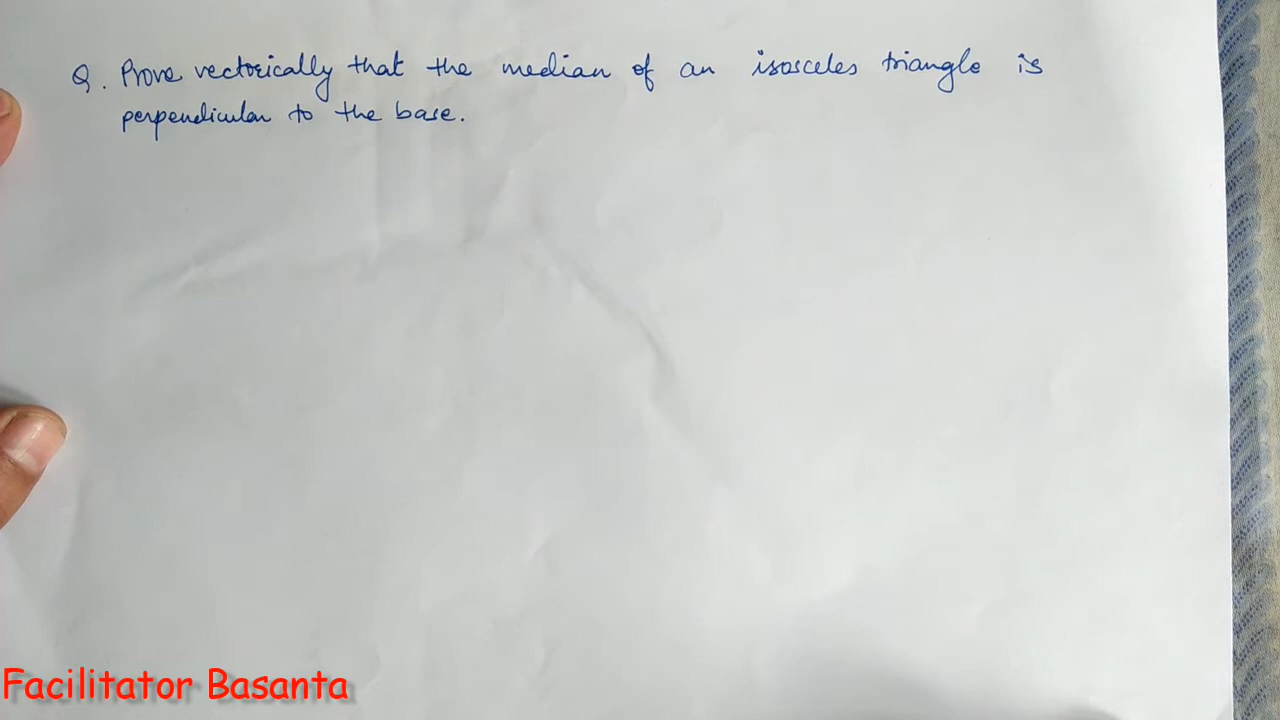 Q. Prove vectorically that the median of an isosceles triangle is
perpendicular to the base.
Facilitator Basanta